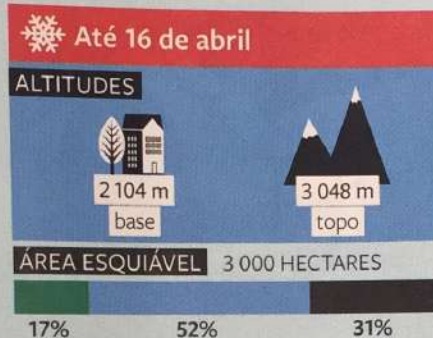 Até 16 de abril
ALTITUDES
2 104 m
base
3 048 m
topo
ÁREA ESQUIÁVEL 3 000 HECTARES
17% 52% 31%